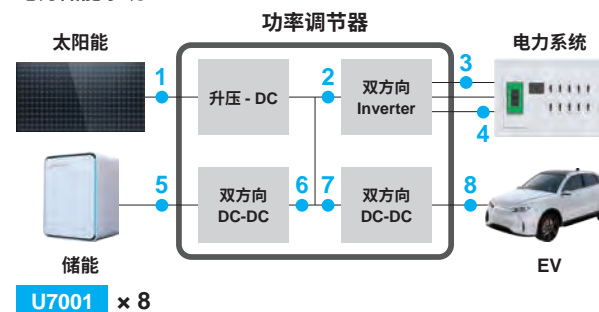 功率调节器
太阳能
电力系统
1
2
3
升压 - DC
双方向
Inverter
4
5
6
7
8
双方向
DC-DC
双方向
DC-DC
储能
EV
U7001 × 8